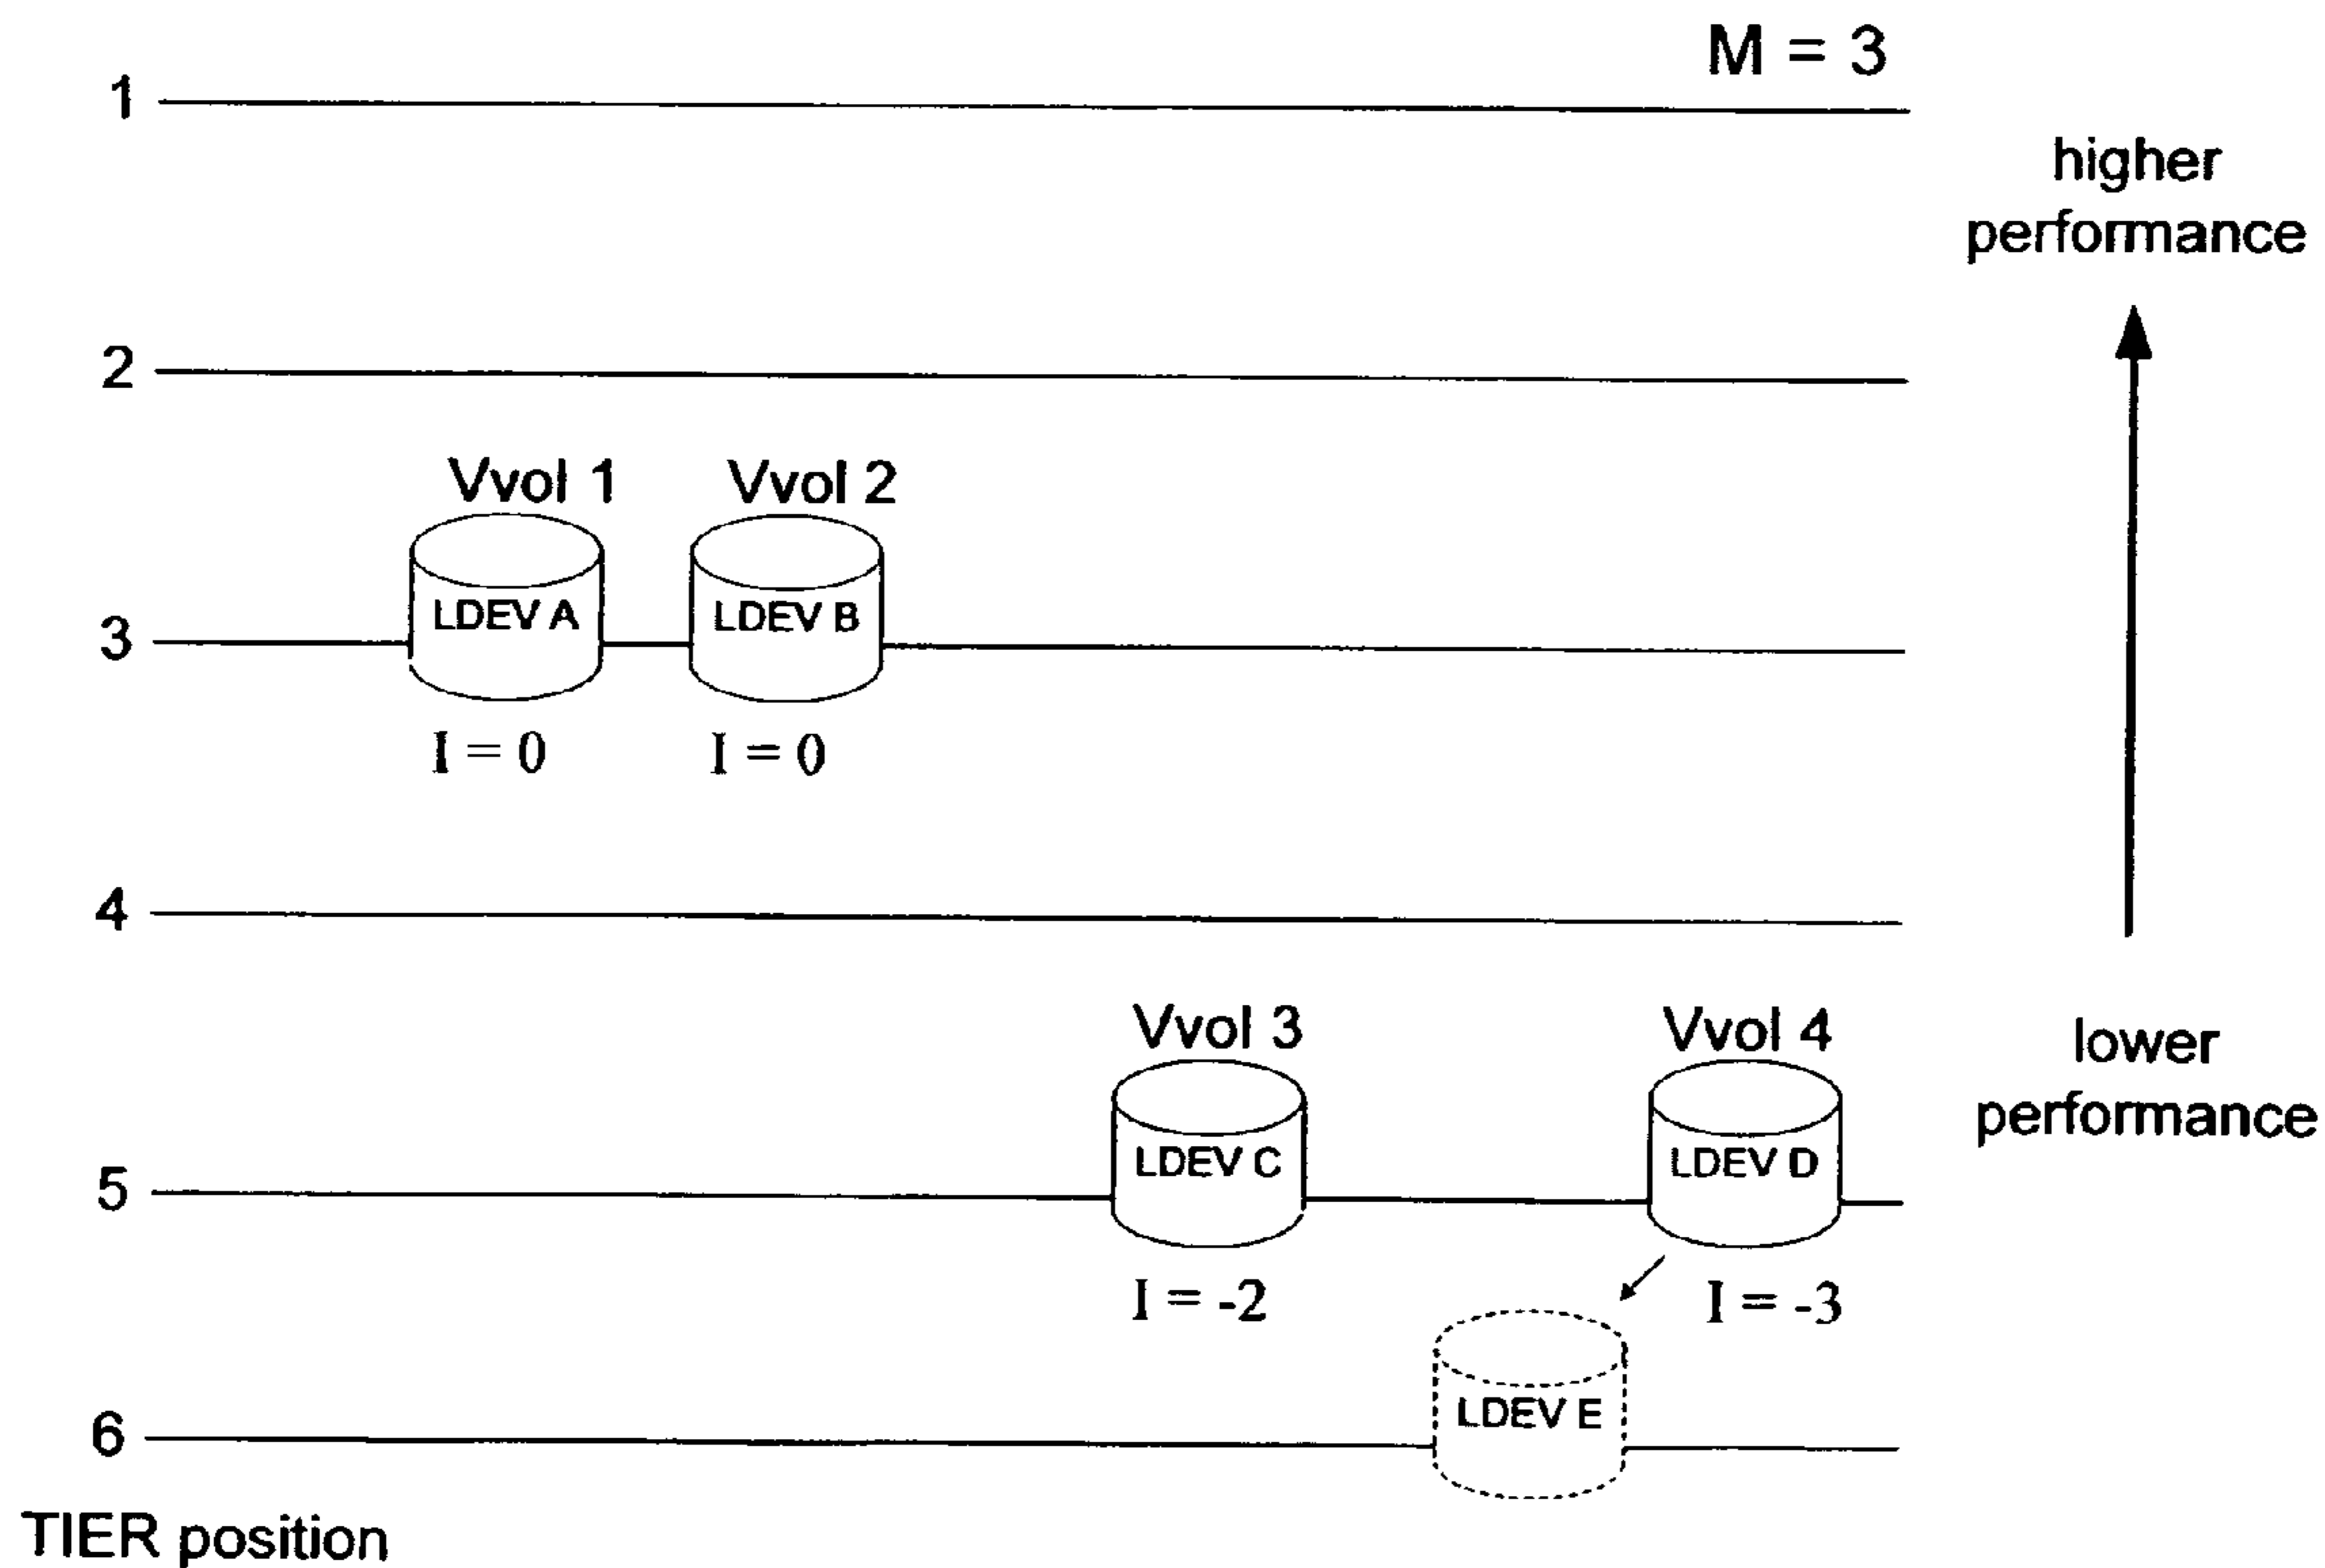 M = 3
1
higher
performance
2
Vvol 1 Vvol 2
LDEV A LDEV B
3
I = 0 I = 0
4
Vvol 3 Vvol 4
lower
performance
LDEV C LDEV D
5
I = -2 I = -3
LDEV E
6
TIER position